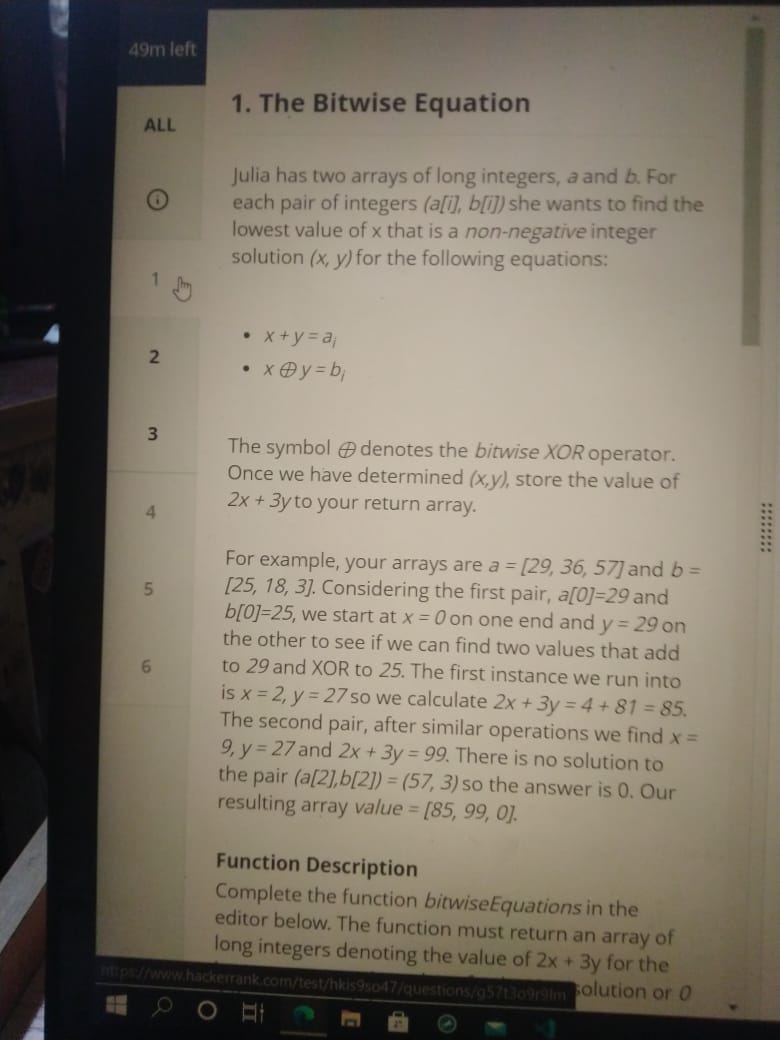 49m left
ALL
1
2
3
4
5
6
1. The Bitwise Equation
Julia has two arrays of long integers, a and b. For
each pair of integers (a[i], b[i]) she wants to find the
lowest value of x that is a non-negative integer
solution (x, y) for the following equations:
• x + y = ai
• x ⊕ y = bi
The symbol ⊕ denotes the bitwise XOR operator.
Once we have determined (x,y), store the value of
2x + 3y to your return array.
For example, your arrays are a = [29, 36, 57] and b =
[25, 18, 3]. Considering the first pair, a[0]=29 and
b[0]=25, we start at x = 0 on one end and y = 29 on
the other to see if we can find two values that add
to 29 and XOR to 25. The first instance we run into
is x = 2, y = 27 so we calculate 2x + 3y = 4 + 81 = 85.
The second pair, after similar operations we find x =
9, y = 27 and 2x + 3y = 99. There is no solution to
the pair (a[2],b[2]) = (57, 3) so the answer is 0. Our
resulting array value = [85, 99, 0].
Function Description
Complete the function bitwiseEquations in the
editor below. The function must return an array of
long integers denoting the value of 2x + 3y for the
solution or 0
https://www.hackerrank.com/test/hkis9so47/questions/g57t3o9r9lm